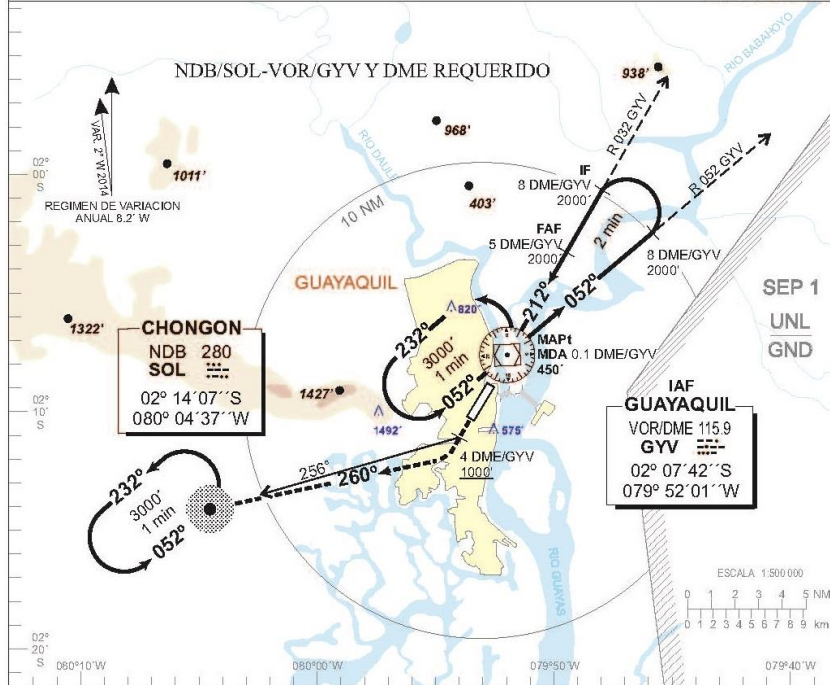 NDB/SOL-VOR/GYV Y DME REQUERIDO
938'
RIO BABAHOYO
VAR. 2° W 2014
968'
R 032 GYV
1011'
RIO DAULE
R 052 GYV
02°
00'
S
REGIMEN DE VARIACION
ANUAL 8.2' W
403'
IF
8 DME/GYV
2000'
10 NM
FAF
5 DME/GYV
2000'
2 min
8 DME/GYV
2000'
GUAYAQUIL
212°
052°
SEP 1
UNL
GND
820'
1322'
232°
3000'
1 min
052°
MAPt
MDA 0.1 DME/GYV
450'
CHONGON
NDB 280
SOL
02° 14'07''S
080° 04'37''W
1427'
IAF
GUAYAQUIL
VOR/DME 115.9
GYV
02° 07'42''S
079° 52'01''W
02°
10'
S
1492'
575'
4 DME/GYV
1000'
256°
260°
232°
3000'
1 min
052°
RIO GUAYAS
ESCALA 1:500 000
0 1 2 3 4 5 NM
0 1 2 3 4 5 6 7 8 9 km
02°
20'
S
080°10'W
080°00'W
079°50'W
079°40'W